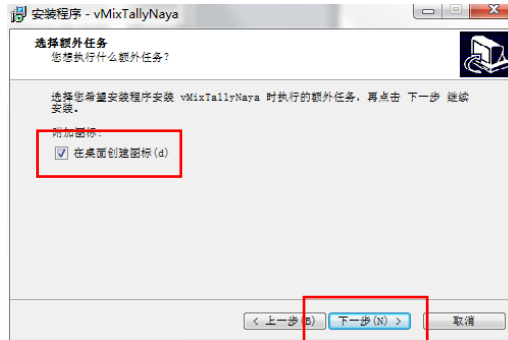 安装程序 - vMixTallyNaya
选择额外任务
您想执行什么额外任务?
选择您希望安装程序安装 vMixTallyNaya 时执行的额外任务,再点击 下一步 继续
安装。
附加图标:
在桌面创建图标(d)
< 上一步(B) 下一步(N) > 取消